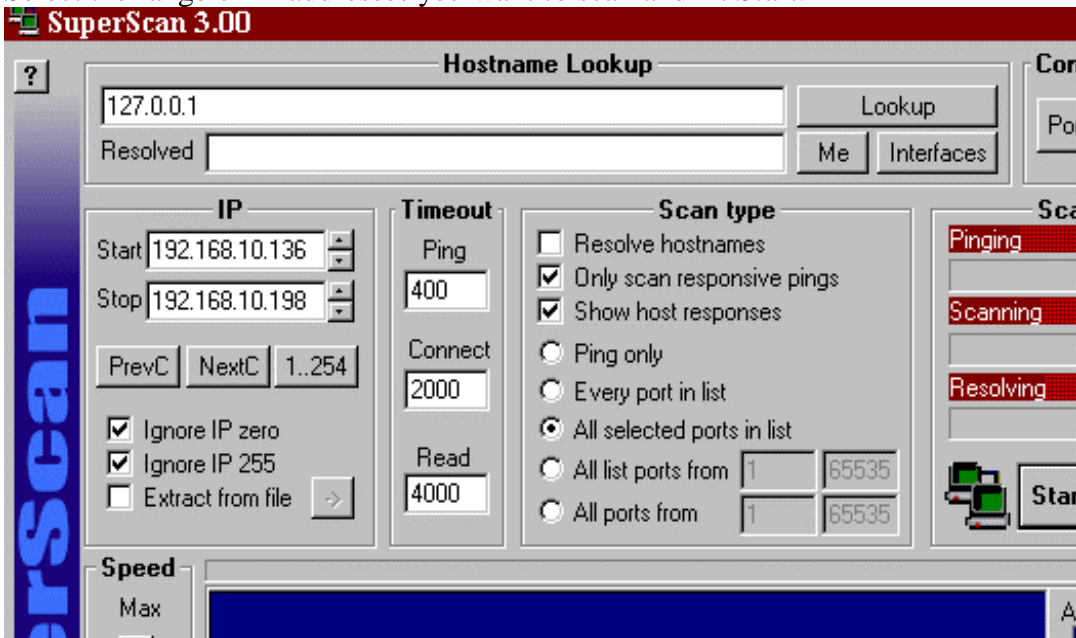 SuperScan 3.00
?
Hostname Lookup
127.0.0.1
Lookup
Resolved
Me
Interfaces
IP
Start 192.168.10.136
Stop 192.168.10.198
PrevC
NextC
1..254
Ignore IP zero
Ignore IP 255
Extract from file
->
Timeout
Ping
400
Connect
2000
Read
4000
Scan type
Resolve hostnames
Only scan responsive pings
Show host responses
Ping only
Every port in list
All selected ports in list
All list ports from 1 65535
All ports from 1 65535
Pinging
Scanning
Resolving
Speed
Max
erScan